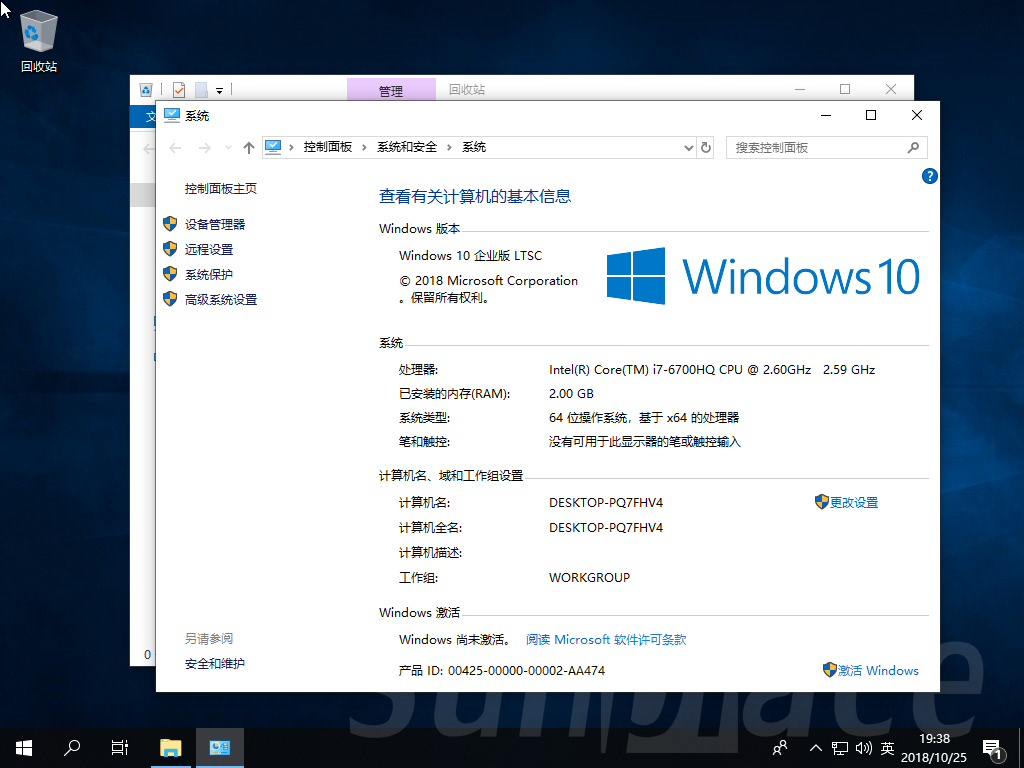 回收站
管理
回收站
文
系统
控制面板 系统和安全 系统
搜索控制面板
控制面板主页
设备管理器
远程设置
系统保护
高级系统设置
查看有关计算机的基本信息
Windows 版本
Windows 10 企业版 LTSC
© 2018 Microsoft Corporation
。保留所有权利。
Windows 10
系统
处理器: Intel(R) Core(TM) i7-6700HQ CPU @ 2.60GHz 2.59 GHz
已安装的内存(RAM): 2.00 GB
系统类型: 64 位操作系统，基于 x64 的处理器
笔和触控: 没有可用于此显示器的笔或触控输入
计算机名、域和工作组设置
计算机名: DESKTOP-PQ7FHV4 更改设置
计算机全名: DESKTOP-PQ7FHV4
计算机描述:
工作组: WORKGROUP
Windows 激活
Windows 尚未激活。 阅读 Microsoft 软件许可条款
产品 ID: 00425-00000-00002-AA474 激活 Windows
另请参阅
安全和维护
0
英
19:38
2018/10/25
1